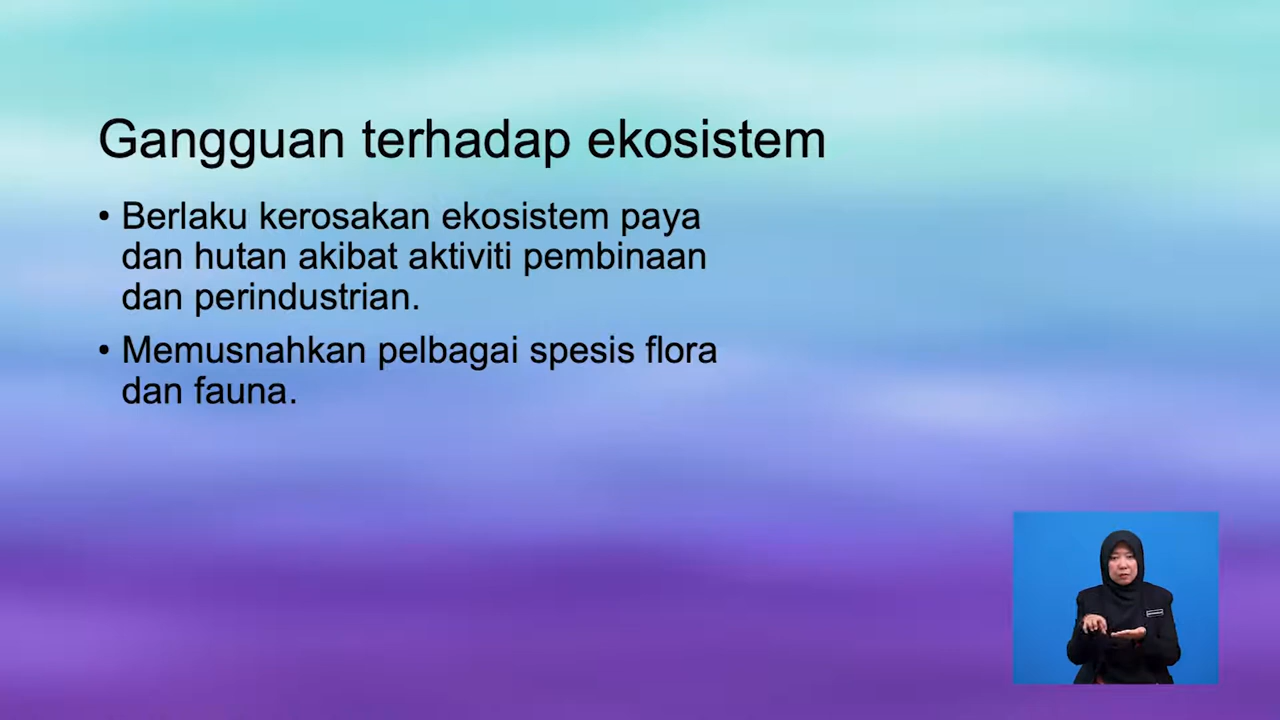 Gangguan terhadap ekosistem
• Berlaku kerosakan ekosistem paya
dan hutan akibat aktiviti pembinaan
dan perindustrian.
• Memusnahkan pelbagai spesis flora
dan fauna.